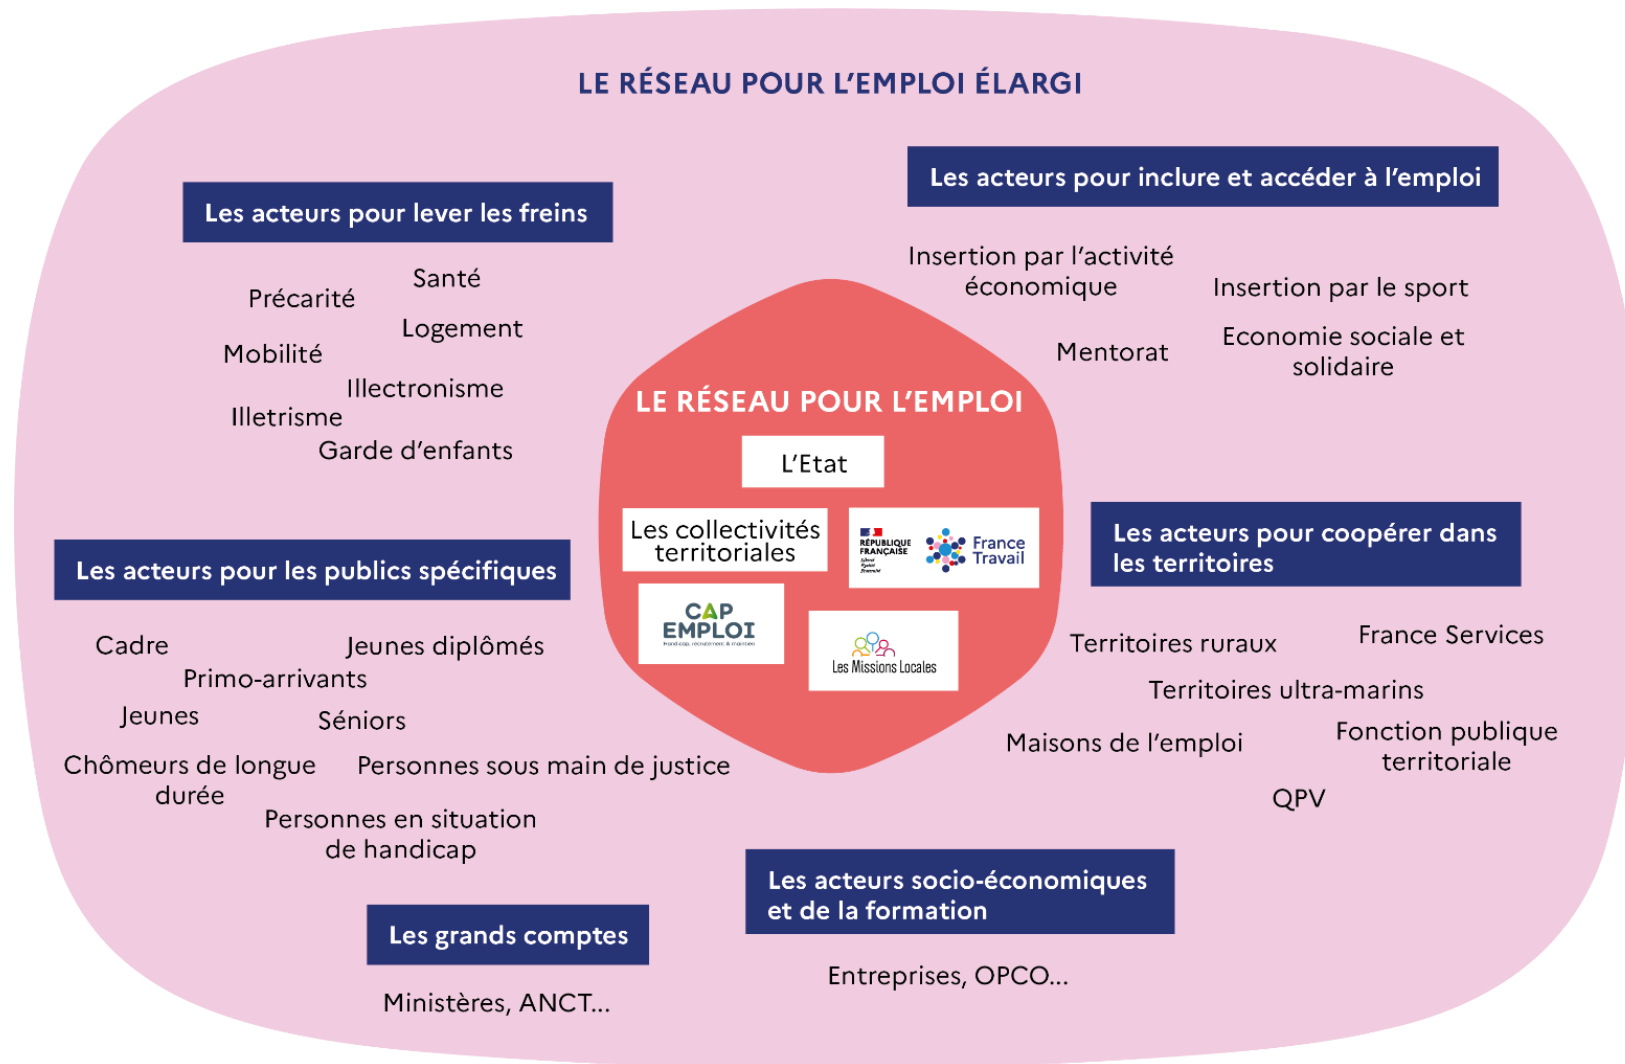 LE RÉSEAU POUR L'EMPLOI ÉLARGI
Les acteurs pour lever les freins
Santé
Précarité
Logement
Mobilité
Illectronisme
Illetrisme
Garde d'enfants
Les acteurs pour inclure et accéder à l'emploi
Insertion par l'activité
économique
Insertion par le sport
Mentorat
Economie sociale et
solidaire
LE RÉSEAU POUR L'EMPLOI
L'Etat
Les collectivités
territoriales
RÉPUBLIQUE
FRANÇAISE
Liberté
Égalité
Fraternité
France
Travail
CAP
EMPLOI
Handicap, recrutement & maintien
Les Missions Locales
Les acteurs pour les publics spécifiques
Cadre
Jeunes diplômés
Primo-arrivants
Jeunes
Séniors
Chômeurs de longue
durée
Personnes sous main de justice
Personnes en situation
de handicap
Les acteurs pour coopérer dans
les territoires
Territoires ruraux
France Services
Territoires ultra-marins
Maisons de l'emploi
Fonction publique
territoriale
QPV
Les grands comptes
Ministères, ANCT...
Les acteurs socio-économiques
et de la formation
Entreprises, OPCO...